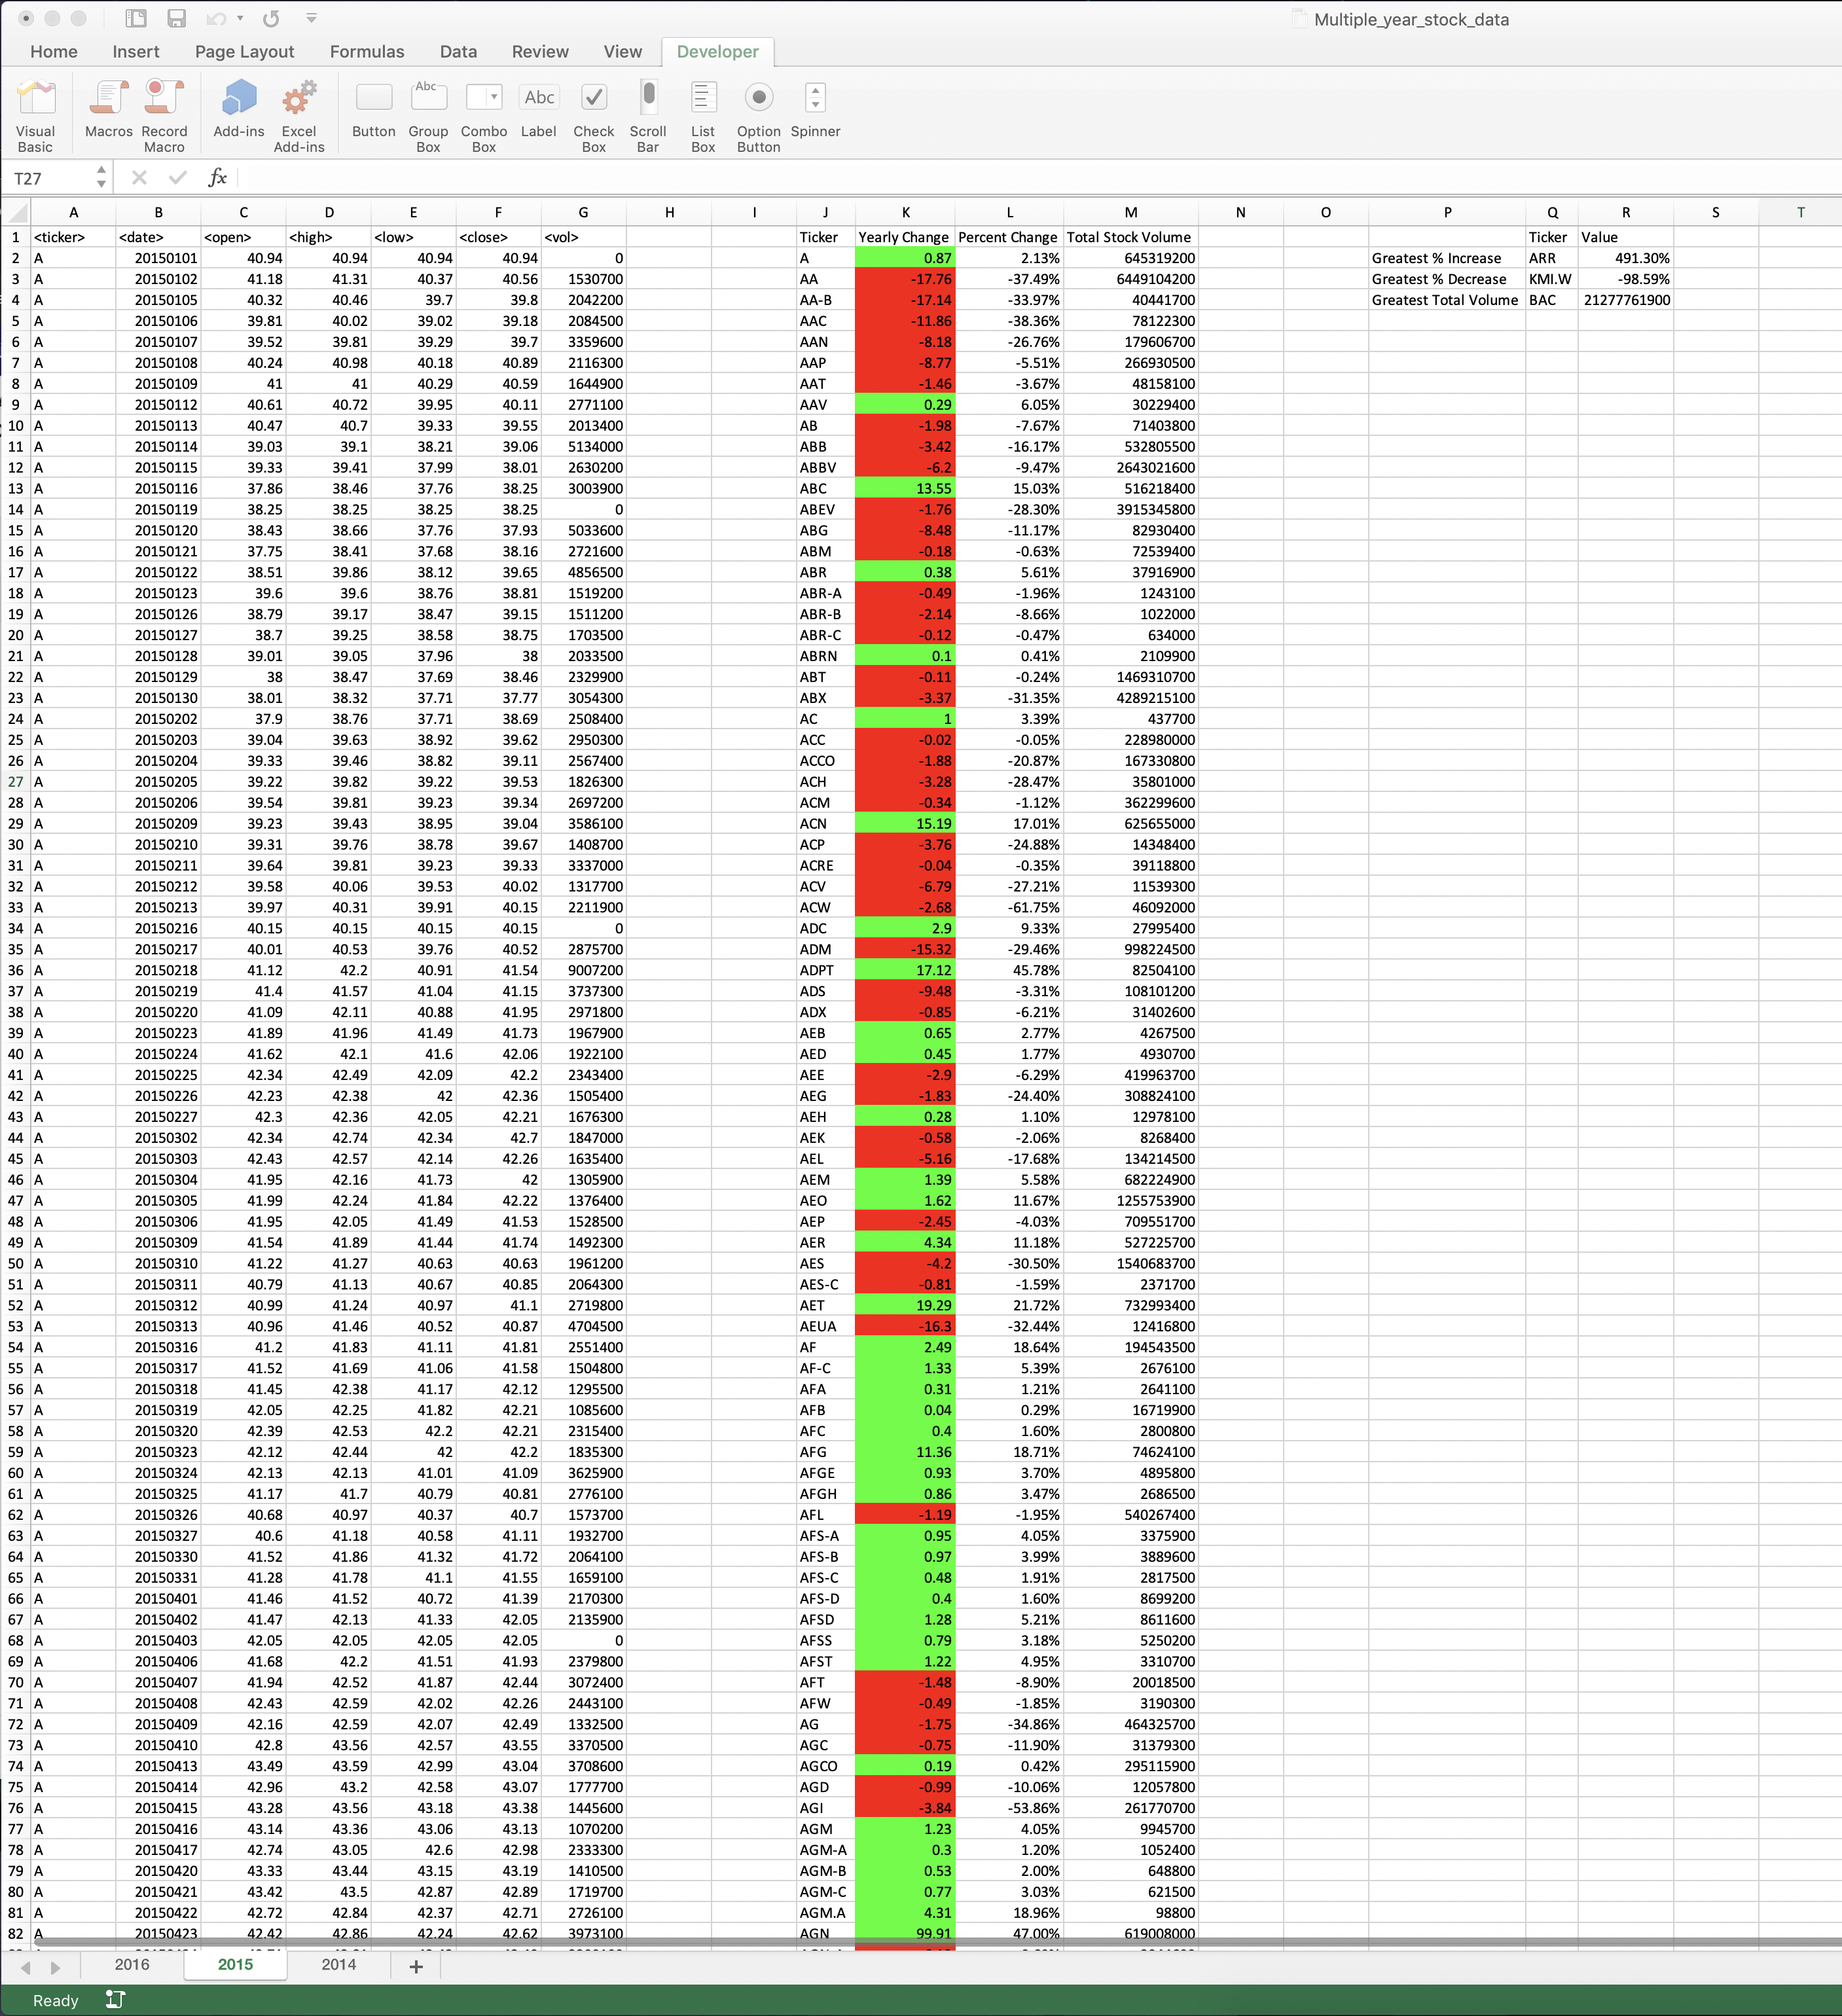 Multiple_year_stock_data
Home Insert Page Layout Formulas Data Review View Developer
Visual Basic Macros Record Macro Add-ins Excel Add-ins Button Group Box Combo Box Label Check Box Scroll Bar List Box Option Button Spinner
T27 fx
A B C D E F G H I J K L M N O P Q R S T
1 <ticker> <date> <open> <high> <low> <close> <vol> Ticker Yearly Change Percent Change Total Stock Volume Ticker Value
2 A 20150101 40.94 40.94 40.94 40.94 0 A 0.87 2.13% 645319200 Greatest % Increase ARR 491.30%
3 A 20150102 41.18 41.31 40.37 40.56 1530700 AA -17.76 -37.49% 6449104200 Greatest % Decrease KMI.W -98.59%
4 A 20150105 40.32 40.46 39.7 39.8 2042200 AA-B -17.14 -33.97% 40441700 Greatest Total Volume BAC 21277761900
5 A 20150106 39.81 40.02 39.02 39.18 2084500 AAC -11.86 -38.36% 78122300
6 A 20150107 39.52 39.81 39.29 39.7 3359600 AAN -8.18 -26.76% 179606700
7 A 20150108 40.24 40.98 40.18 40.89 2116300 AAP -8.77 -5.51% 266930500
8 A 20150109 41 41 40.29 40.59 1644900 AAT -1.46 -3.67% 48158100
9 A 20150112 40.61 40.72 39.95 40.11 2771100 AAV 0.29 6.05% 30229400
10 A 20150113 40.47 40.7 39.33 39.55 2013400 AB -1.98 -7.67% 71403800
11 A 20150114 39.03 39.1 38.21 39.06 5134000 ABB -3.42 -16.17% 532805500
12 A 20150115 39.33 39.41 37.99 38.01 2630200 ABBV -6.2 -9.47% 2643021600
13 A 20150116 37.86 38.46 37.76 38.25 3003900 ABC 13.55 15.03% 516218400
14 A 20150119 38.25 38.25 38.25 38.25 0 ABEV -1.76 -28.30% 3915345800
15 A 20150120 38.43 38.66 37.76 37.93 5033600 ABG -8.48 -11.17% 82930400
16 A 20150121 37.75 38.41 37.68 38.16 2721600 ABM -0.18 -0.63% 72539400
17 A 20150122 38.51 39.86 38.12 39.65 4856500 ABR 0.38 5.61% 37916900
18 A 20150123 39.6 39.6 38.76 38.81 1519200 ABR-A -0.49 -1.96% 1243100
19 A 20150126 38.79 39.17 38.47 39.15 1511200 ABR-B -2.14 -8.66% 1022000
20 A 20150127 38.7 39.25 38.58 38.75 1703500 ABR-C -0.12 -0.47% 634000
21 A 20150128 39.01 39.05 37.96 38 2033500 ABRN 0.1 0.41% 2109900
22 A 20150129 38 38.47 37.69 38.46 2329900 ABT -0.11 -0.24% 1469310700
23 A 20150130 38.01 38.32 37.71 37.77 3054300 ABX -3.37 -31.35% 4289215100
24 A 20150202 37.9 38.76 37.71 38.69 2508400 AC 1 3.39% 437700
25 A 20150203 39.04 39.63 38.92 39.62 2950300 ACC -0.02 -0.05% 228980000
26 A 20150204 39.33 39.46 38.82 39.11 2567400 ACCO -1.88 -20.87% 167330800
27 A 20150205 39.22 39.82 39.22 39.53 1826300 ACH -3.28 -28.47% 35801000
28 A 20150206 39.54 39.81 39.23 39.34 2697200 ACM -0.34 -1.12% 362299600
29 A 20150209 39.23 39.43 38.95 39.04 3586100 ACN 15.19 17.01% 625655000
30 A 20150210 39.31 39.76 38.78 39.67 1408700 ACP -3.76 -24.88% 14348400
31 A 20150211 39.64 39.81 39.23 39.33 3337000 ACRE -0.04 -0.35% 39118800
32 A 20150212 39.58 40.06 39.53 40.02 1317700 ACV -6.79 -27.21% 11539300
33 A 20150213 39.97 40.31 39.91 40.15 2211900 ACW -2.68 -61.75% 46092000
34 A 20150216 40.15 40.15 40.15 40.15 0 ADC 2.9 9.33% 27995400
35 A 20150217 40.01 40.53 39.76 40.52 2875700 ADM -15.32 -29.46% 998224500
36 A 20150218 41.12 42.2 40.91 41.54 9007200 ADPT 17.12 45.78% 82504100
37 A 20150219 41.4 41.57 41.04 41.15 3737300 ADS -9.48 -3.31% 108101200
38 A 20150220 41.09 42.11 40.88 41.95 2971800 ADX -0.85 -6.21% 31402600
39 A 20150223 41.89 41.96 41.49 41.73 1967900 AEB 0.65 2.77% 4267500
40 A 20150224 41.62 42.1 41.6 42.06 1922100 AED 0.45 1.77% 4930700
41 A 20150225 42.34 42.49 42.09 42.2 2343400 AEE -2.9 -6.29% 419963700
42 A 20150226 42.23 42.38 42 42.36 1505400 AEG -1.83 -24.40% 308824100
43 A 20150227 42.3 42.36 42.05 42.21 1676300 AEH 0.28 1.10% 12978100
44 A 20150302 42.34 42.74 42.34 42.7 1847000 AEK -0.58 -2.06% 8268400
45 A 20150303 42.43 42.57 42.14 42.26 1635400 AEL -5.16 -17.68% 134214500
46 A 20150304 41.95 42.16 41.73 42 1305900 AEM 1.39 5.58% 682224900
47 A 20150305 41.99 42.24 41.84 42.22 1376400 AEO 1.62 11.67% 1255753900
48 A 20150306 41.95 42.05 41.49 41.53 1528500 AEP -2.45 -4.03% 709551700
49 A 20150309 41.54 41.89 41.44 41.74 1492300 AER 4.34 11.18% 527225700
50 A 20150310 41.22 41.27 40.63 40.63 1961200 AES -4.2 -30.50% 1540683700
51 A 20150311 40.79 41.13 40.67 40.85 2064300 AES-C -0.81 -1.59% 2371700
52 A 20150312 40.99 41.24 40.97 41.1 2719800 AET 19.29 21.72% 732993400
53 A 20150313 40.96 41.46 40.52 40.87 4704500 AEUA -16.3 -32.44% 12416800
54 A 20150316 41.2 41.83 41.11 41.81 2551400 AF 2.49 18.64% 194543500
55 A 20150317 41.52 41.69 41.06 41.58 1504800 AF-C 1.33 5.39% 2676100
56 A 20150318 41.45 42.38 41.17 42.12 1295500 AFA 0.31 1.21% 2641100
57 A 20150319 42.05 42.25 41.82 42.21 1085600 AFB 0.04 0.29% 16719900
58 A 20150320 42.39 42.53 42.2 42.21 2315400 AFC 0.4 1.60% 2800800
59 A 20150323 42.12 42.44 42 42.2 1835300 AFG 11.36 18.71% 74624100
60 A 20150324 42.13 42.13 41.01 41.09 3625900 AFGE 0.93 3.70% 4895800
61 A 20150325 41.17 41.7 40.79 40.81 2776100 AFGH 0.86 3.47% 2686500
62 A 20150326 40.68 40.97 40.37 40.7 1573700 AFL -1.19 -1.95% 540267400
63 A 20150327 40.6 41.18 40.58 41.11 1932700 AFS-A 0.95 4.05% 3375900
64 A 20150330 41.52 41.86 41.32 41.72 2064100 AFS-B 0.97 3.99% 3889600
65 A 20150331 41.28 41.78 41.1 41.55 1659100 AFS-C 0.48 1.91% 2817500
66 A 20150401 41.46 41.52 40.72 41.39 2170300 AFS-D 0.4 1.60% 8699200
67 A 20150402 41.47 42.13 41.33 42.05 2135900 AFSD 1.28 5.21% 8611600
68 A 20150403 42.05 42.05 42.05 42.05 0 AFSS 0.79 3.18% 5250200
69 A 20150406 41.68 42.2 41.51 41.93 2379800 AFST 1.22 4.95% 3310700
70 A 20150407 41.94 42.52 41.87 42.44 3072400 AFT -1.48 -8.90% 20018500
71 A 20150408 42.43 42.59 42.02 42.26 2443100 AFW -0.49 -1.85% 3190300
72 A 20150409 42.16 42.59 42.07 42.49 1332500 AG -1.75 -34.86% 464325700
73 A 20150410 42.8 43.56 42.57 43.55 3370500 AGC -0.75 -11.90% 31379300
74 A 20150413 43.49 43.59 42.99 43.04 3708600 AGCO 0.19 0.42% 295115900
75 A 20150414 42.96 43.2 42.58 43.07 1777700 AGD -0.99 -10.06% 12057800
76 A 20150415 43.28 43.56 43.18 43.38 1445600 AGI -3.84 -53.86% 261770700
77 A 20150416 43.14 43.36 43.06 43.13 1070200 AGM 1.23 4.05% 9945700
78 A 20150417 42.74 43.05 42.6 42.98 2333300 AGM-A 0.3 1.20% 1052400
79 A 20150420 43.33 43.44 43.15 43.19 1410500 AGM-B 0.53 2.00% 648800
80 A 20150421 43.42 43.5 42.87 42.89 1719700 AGM-C 0.77 3.03% 621500
81 A 20150422 42.72 42.84 42.37 42.71 2726100 AGM.A 4.31 18.96% 98800
82 A 20150423 42.42 42.86 42.24 42.62 3973100 AGN 99.91 47.00% 619008000
2016 2015 2014 +
Ready